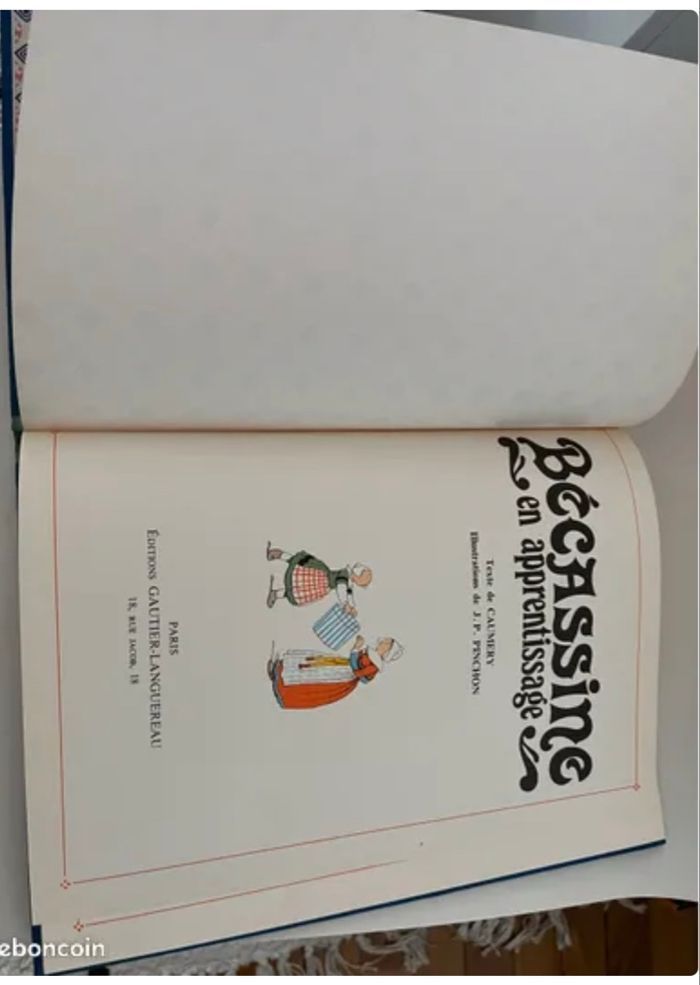 BÉCASSINE
en apprentissage
Texte de CAUMERY
Illustrations de J. P. PINCHON
PARIS
ÉDITIONS GAUTIER-LANGUEREAU
18, RUE JACOB, 18
eboncoin